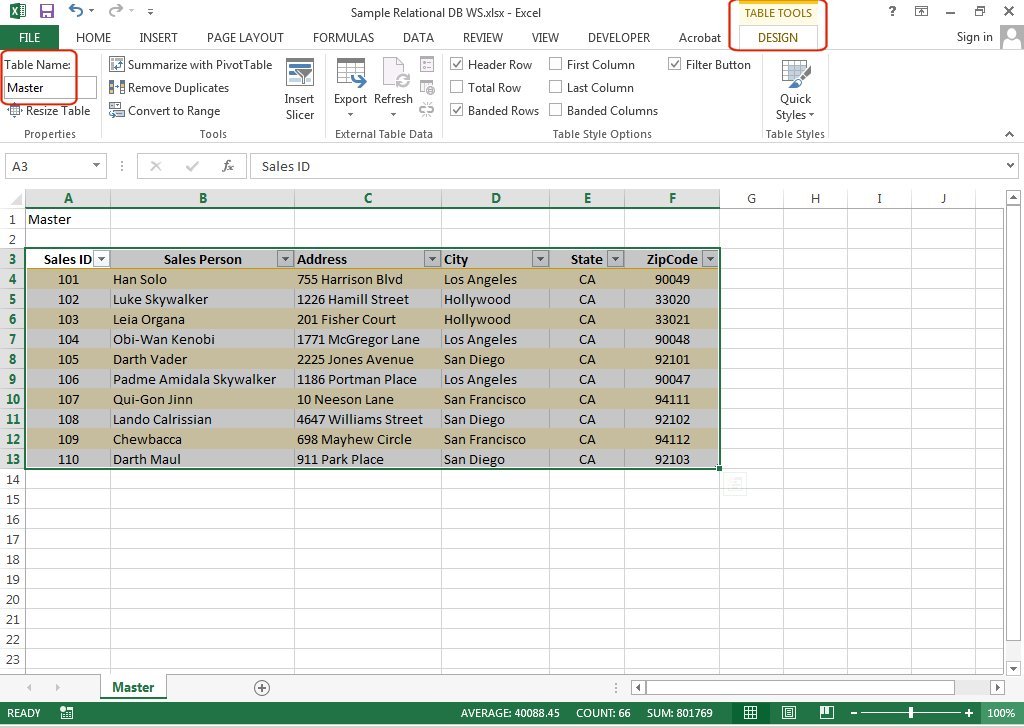 Sample Relational DB WS.xlsx - Excel
TABLE TOOLS
?
FILE HOME INSERT PAGE LAYOUT FORMULAS DATA REVIEW VIEW DEVELOPER Acrobat DESIGN Sign in
Table Name:
Master
Resize Table
Properties
Summarize with PivotTable
Remove Duplicates
Convert to Range
Insert
Slicer
Tools
Export Refresh
External Table Data
Header Row First Column Filter Button
Total Row Last Column
Banded Rows Banded Columns
Table Style Options
Quick
Styles
Table Styles
A3 fx Sales ID
A B C D E F G H I J
1 Master
2
3 Sales ID Sales Person Address City State ZipCode
4 101 Han Solo 755 Harrison Blvd Los Angeles CA 90049
5 102 Luke Skywalker 1226 Hamill Street Hollywood CA 33020
6 103 Leia Organa 201 Fisher Court Hollywood CA 33021
7 104 Obi-Wan Kenobi 1771 McGregor Lane Los Angeles CA 90048
8 105 Darth Vader 2225 Jones Avenue San Diego CA 92101
9 106 Padme Amidala Skywalker 1186 Portman Place Los Angeles CA 90047
10 107 Qui-Gon Jinn 10 Neeson Lane San Francisco CA 94111
11 108 Lando Calrissian 4647 Williams Street San Diego CA 92102
12 109 Chewbacca 698 Mayhew Circle San Francisco CA 94112
13 110 Darth Maul 911 Park Place San Diego CA 92103
14
15
16
17
18
19
20
21
22
23
Master
READY AVERAGE: 40088.45 COUNT: 66 SUM: 801769 100%